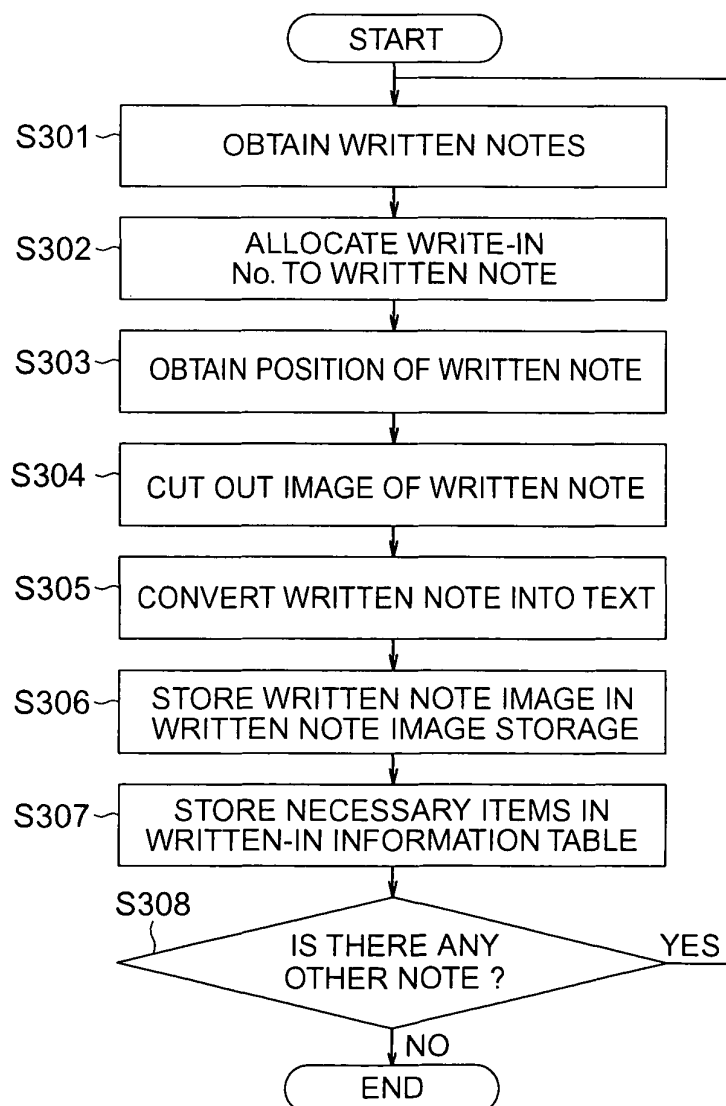 START
S301
OBTAIN WRITTEN NOTES
S302
ALLOCATE WRITE-IN
No. TO WRITTEN NOTE
S303
OBTAIN POSITION OF WRITTEN NOTE
S304
CUT OUT IMAGE OF WRITTEN NOTE
S305
CONVERT WRITTEN NOTE INTO TEXT
S306
STORE WRITTEN NOTE IMAGE IN
WRITTEN NOTE IMAGE STORAGE
S307
STORE NECESSARY ITEMS IN
WRITTEN-IN INFORMATION TABLE
S308
IS THERE ANY
OTHER NOTE ?
YES
NO
END